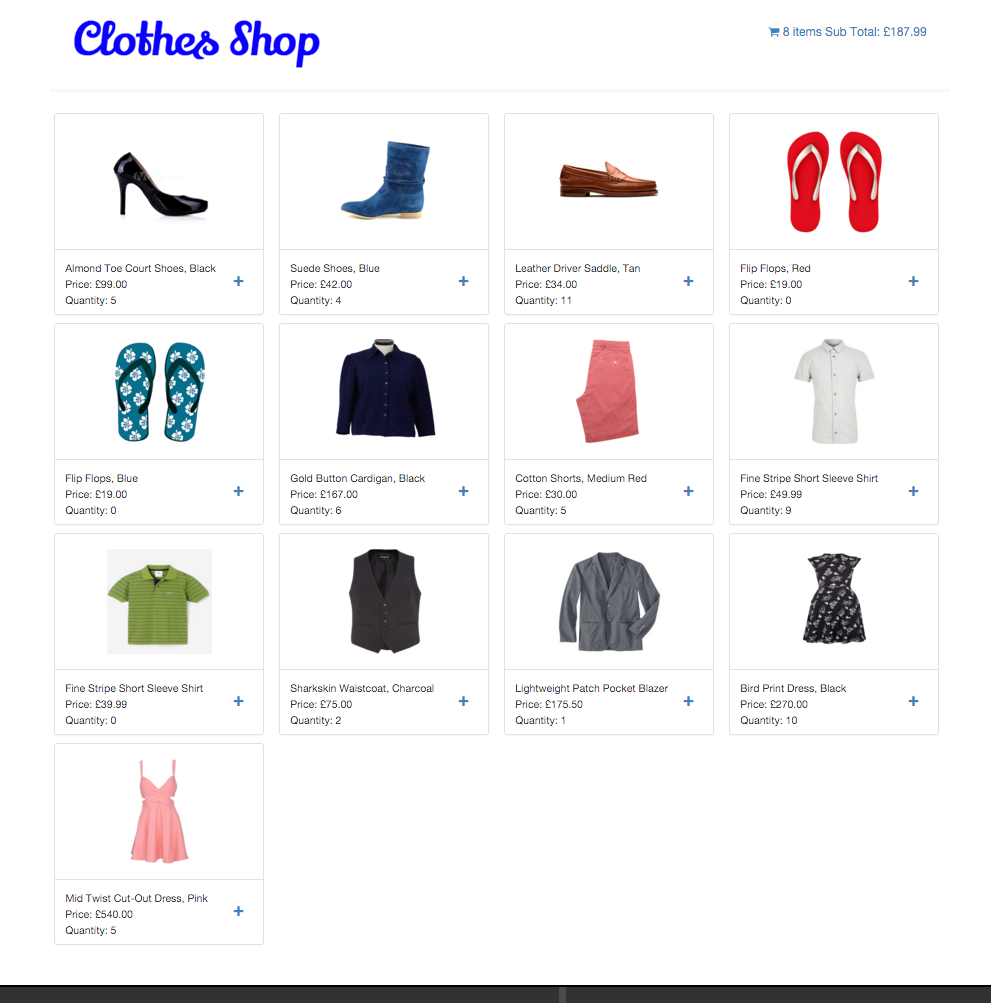 Clothes Shop
8 items Sub Total: £187.99
Almond Toe Court Shoes, Black
Price: £99.00
Quantity: 5
Suede Shoes, Blue
Price: £42.00
Quantity: 4
Leather Driver Saddle, Tan
Price: £34.00
Quantity: 11
Flip Flops, Red
Price: £19.00
Quantity: 0
Flip Flops, Blue
Price: £19.00
Quantity: 0
Gold Button Cardigan, Black
Price: £167.00
Quantity: 6
Cotton Shorts, Medium Red
Price: £30.00
Quantity: 5
Fine Stripe Short Sleeve Shirt
Price: £49.99
Quantity: 9
Fine Stripe Short Sleeve Shirt
Price: £39.99
Quantity: 0
Sharkskin Waistcoat, Charcoal
Price: £75.00
Quantity: 2
Lightweight Patch Pocket Blazer
Price: £175.50
Quantity: 1
Bird Print Dress, Black
Price: £270.00
Quantity: 10
Mid Twist Cut-Out Dress, Pink
Price: £540.00
Quantity: 5